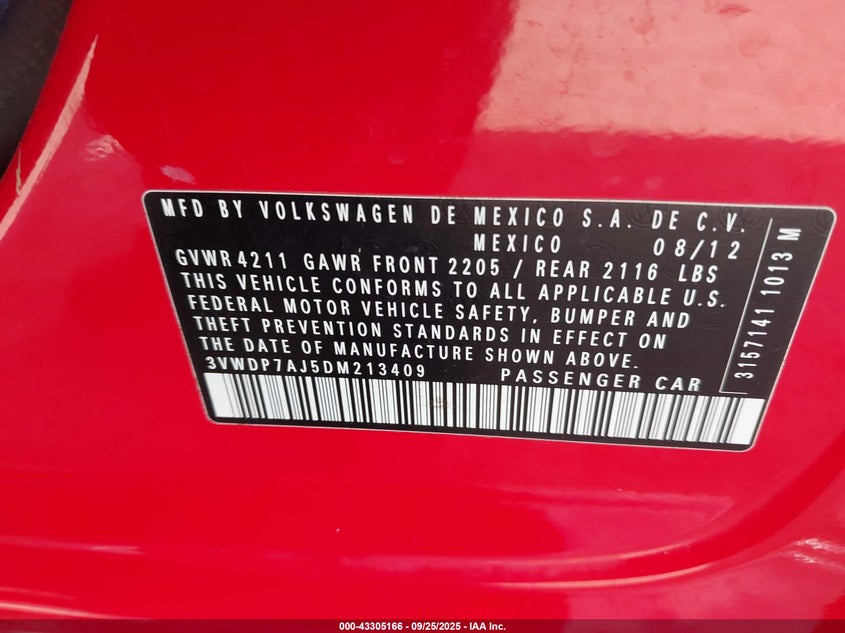 MFD BY VOLKSWAGEN DE MEXICO S.A. DE C.V.
MEXICO 08/12
GVWR 4211 GAWR FRONT 2205 / REAR 2116 LBS
THIS VEHICLE CONFORMS TO ALL APPLICABLE U.S.
FEDERAL MOTOR VEHICLE SAFETY, BUMPER AND
THEFT PREVENTION STANDARDS IN EFFECT ON
THE DATE OF MANUFACTURE SHOWN ABOVE.
3VWDP7AJ5DM213409 PASSENGER CAR
3157141 1013 M
000-43305166 - 09/25/2025 - IAA Inc.